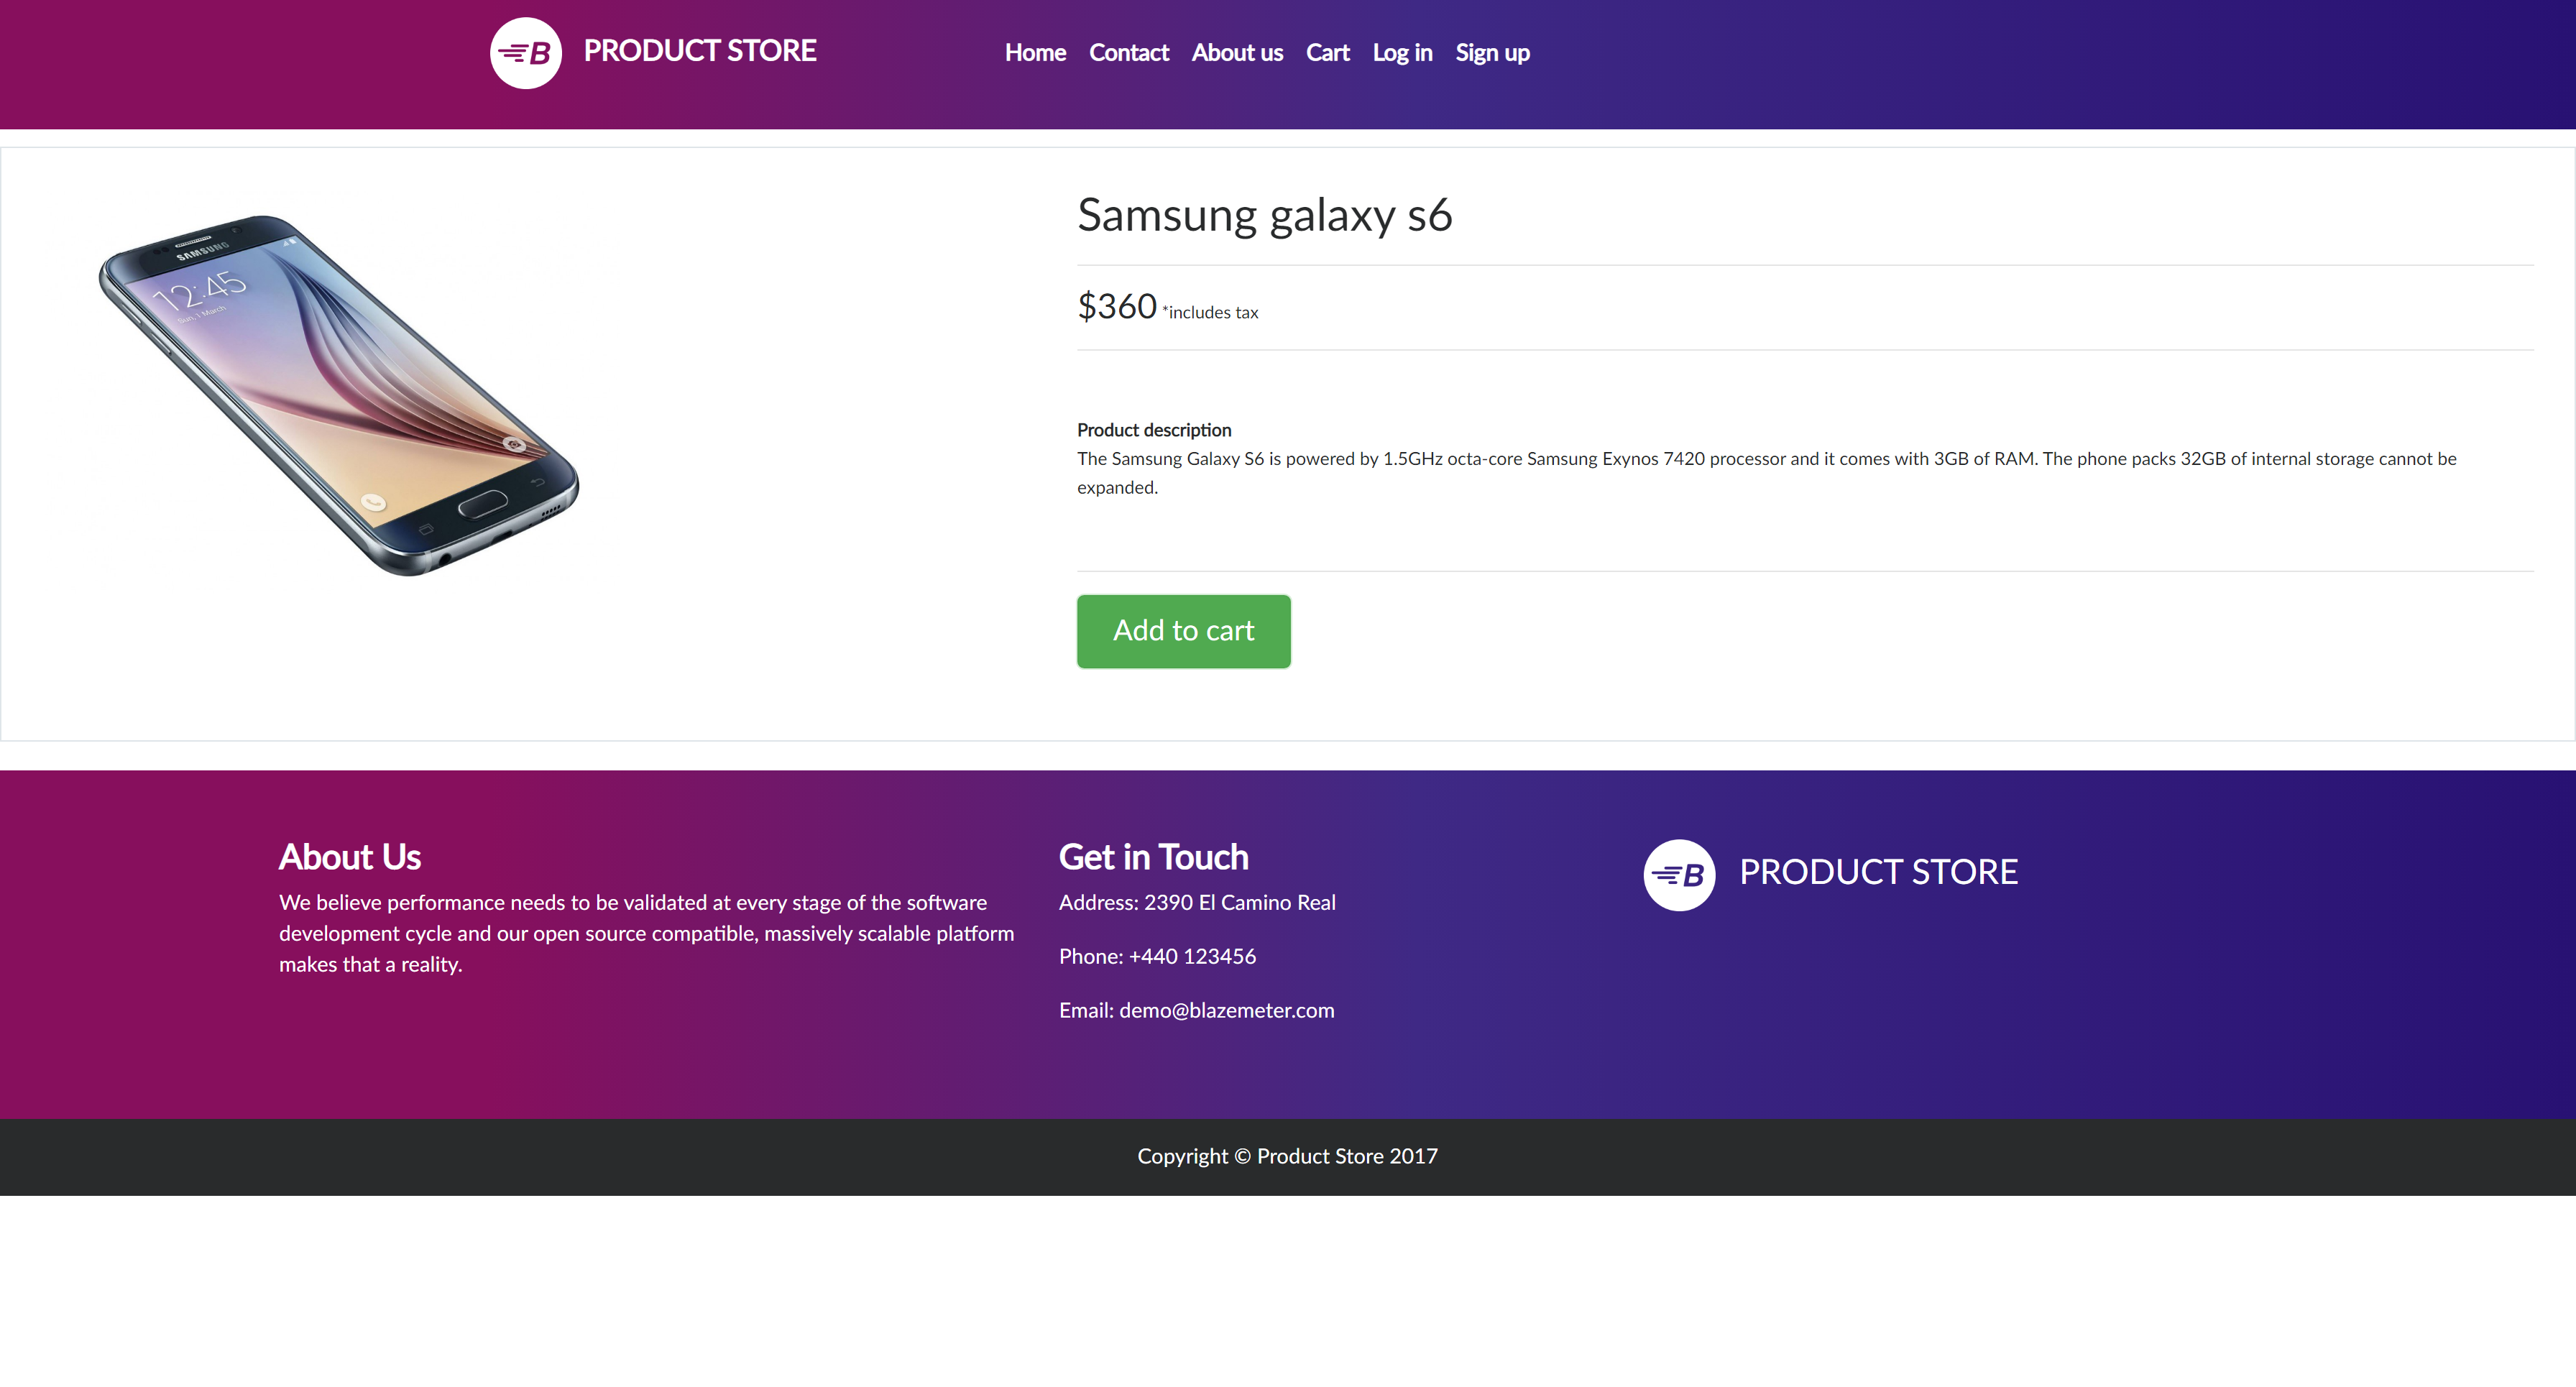 B PRODUCT STORE
Home Contact About us Cart Log in Sign up
SAMSUNG
12:45
Sun, 1 March
Samsung galaxy s6
$360 *includes tax
Product description
The Samsung Galaxy S6 is powered by 1.5GHz octa-core Samsung Exynos 7420 processor and it comes with 3GB of RAM. The phone packs 32GB of internal storage cannot be
expanded.
Add to cart
About Us
We believe performance needs to be validated at every stage of the software
development cycle and our open source compatible, massively scalable platform
makes that a reality.
Get in Touch
Address: 2390 El Camino Real
Phone: +440 123456
Email: demo@blazemeter.com
B PRODUCT STORE
Copyright © Product Store 2017